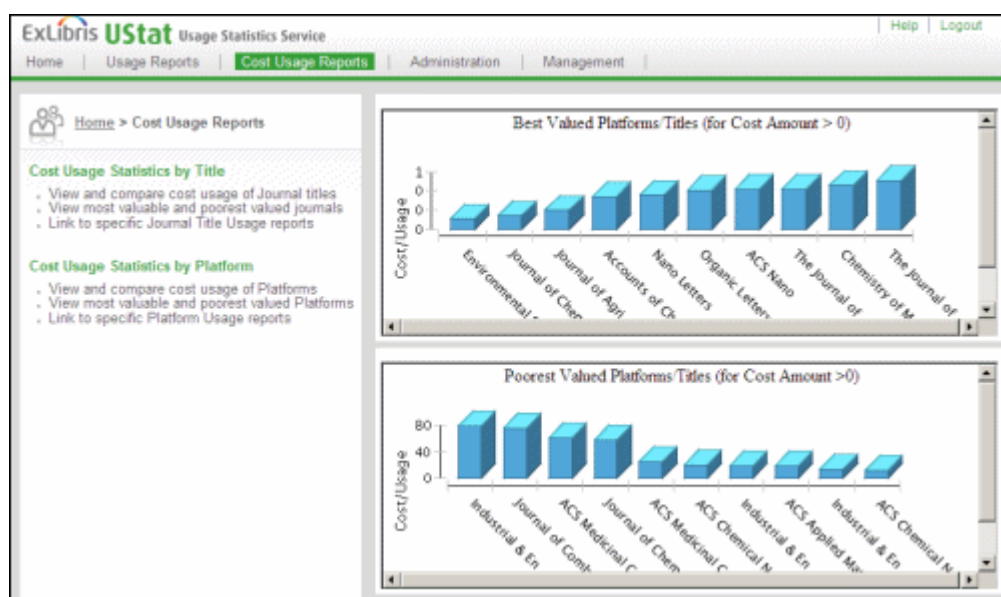 ExLibris UStat Usage Statistics Service
Help | Logout
Home | Usage Reports | Cost Usage Reports | Administration | Management |
Home > Cost Usage Reports
Cost Usage Statistics by Title
View and compare cost usage of Journal titles
View most valuable and poorest valued journals
Link to specific Journal Title Usage reports
Cost Usage Statistics by Platform
View and compare cost usage of Platforms
View most valuable and poorest valued Platforms
Link to specific Platform Usage reports
Best Valued Platforms/Titles (for Cost Amount > 0)
Cost/Usage
1
0
0
0
Environmental
Journal of Chem
Journal of Agri
Accounts of Ch
Nano Letters
Organic Letters
ACS Nano
The Journal of
Chemistry of M
The Journal of
Poorest Valued Platforms/Titles (for Cost Amount >0)
Cost/Usage
80
40
0
Industrial & En
Journal of Comb
ACS Medicinal C
Journal of Chem
ACS Medicinal C
ACS Chemical N
Industrial & En
ACS Applied Ma
Industrial & En
ACS Chemical N